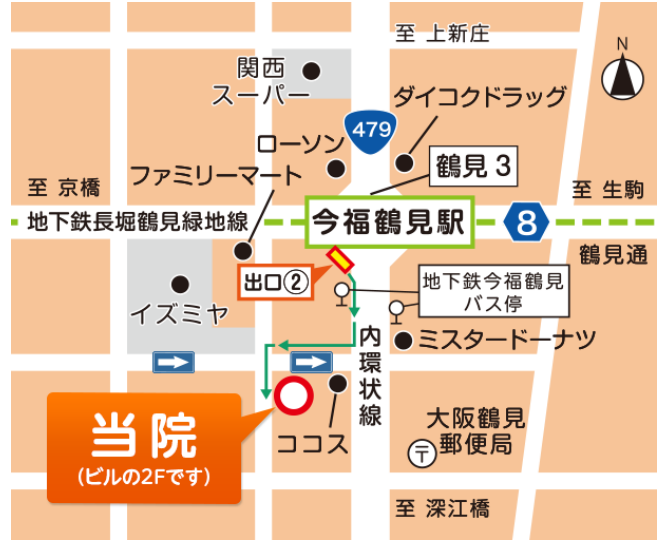 至 上新庄
N
関西
スーパー
ダイコクドラッグ
479
ローソン
鶴見 3
ファミリーマート
至 京橋
至 生駒
地下鉄長堀鶴見緑地線
今福鶴見駅
8
鶴見通
出口②
地下鉄今福鶴見
バス停
イズミヤ
ミスタードーナツ
内環状線
当院
(ビルの2Fです)
ココス
大阪鶴見
郵便局
〒
至 深江橋